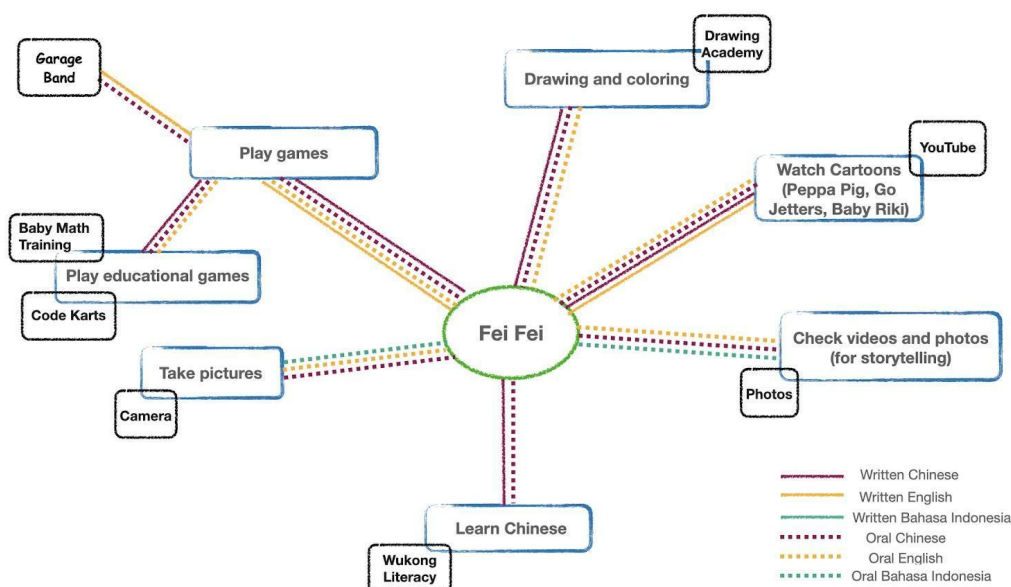 Garage
Band
Drawing
Academy
Drawing and coloring
Play games
YouTube
Watch Cartoons
(Peppa Pig, Go
Jetters, Baby Riki)
Baby Math
Training
Play educational games
Code Karts
Fei Fei
Check videos and photos
(for storytelling)
Take pictures
Photos
Camera
Learn Chinese
Wukong
Literacy
Written Chinese
Written English
Written Bahasa Indonesia
Oral Chinese
Oral English
Oral Bahasa Indonesia